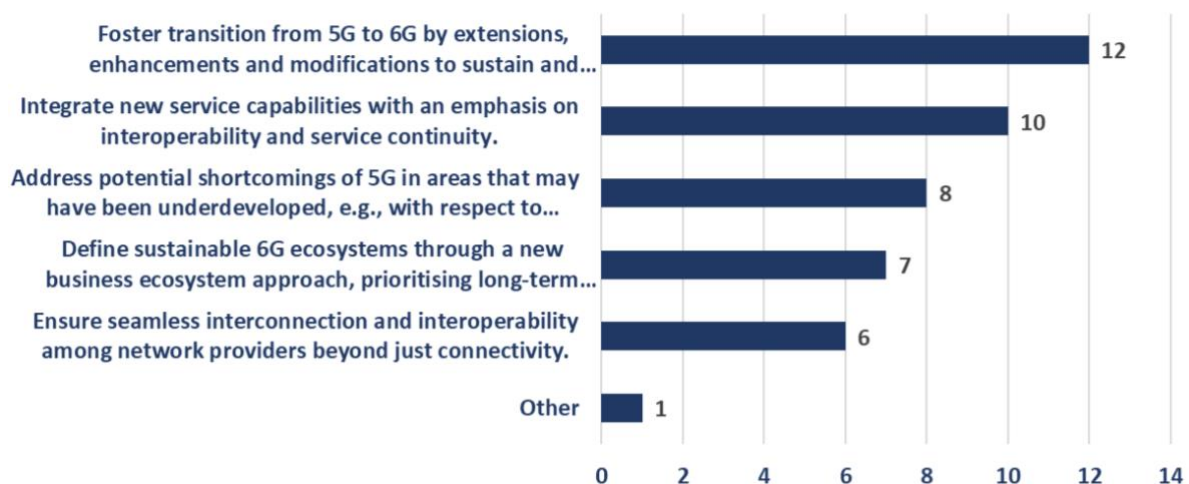 Foster transition from 5G to 6G by extensions,
enhancements and modifications to sustain and...
12
Integrate new service capabilities with an emphasis on
interoperability and service continuity.
10
Address potential shortcomings of 5G in areas that may
have been underdeveloped, e.g., with respect to...
8
Define sustainable 6G ecosystems through a new
business ecosystem approach, prioritising long-term...
7
Ensure seamless interconnection and interoperability
among network providers beyond just connectivity.
6
Other
1
0 2 4 6 8 10 12 14